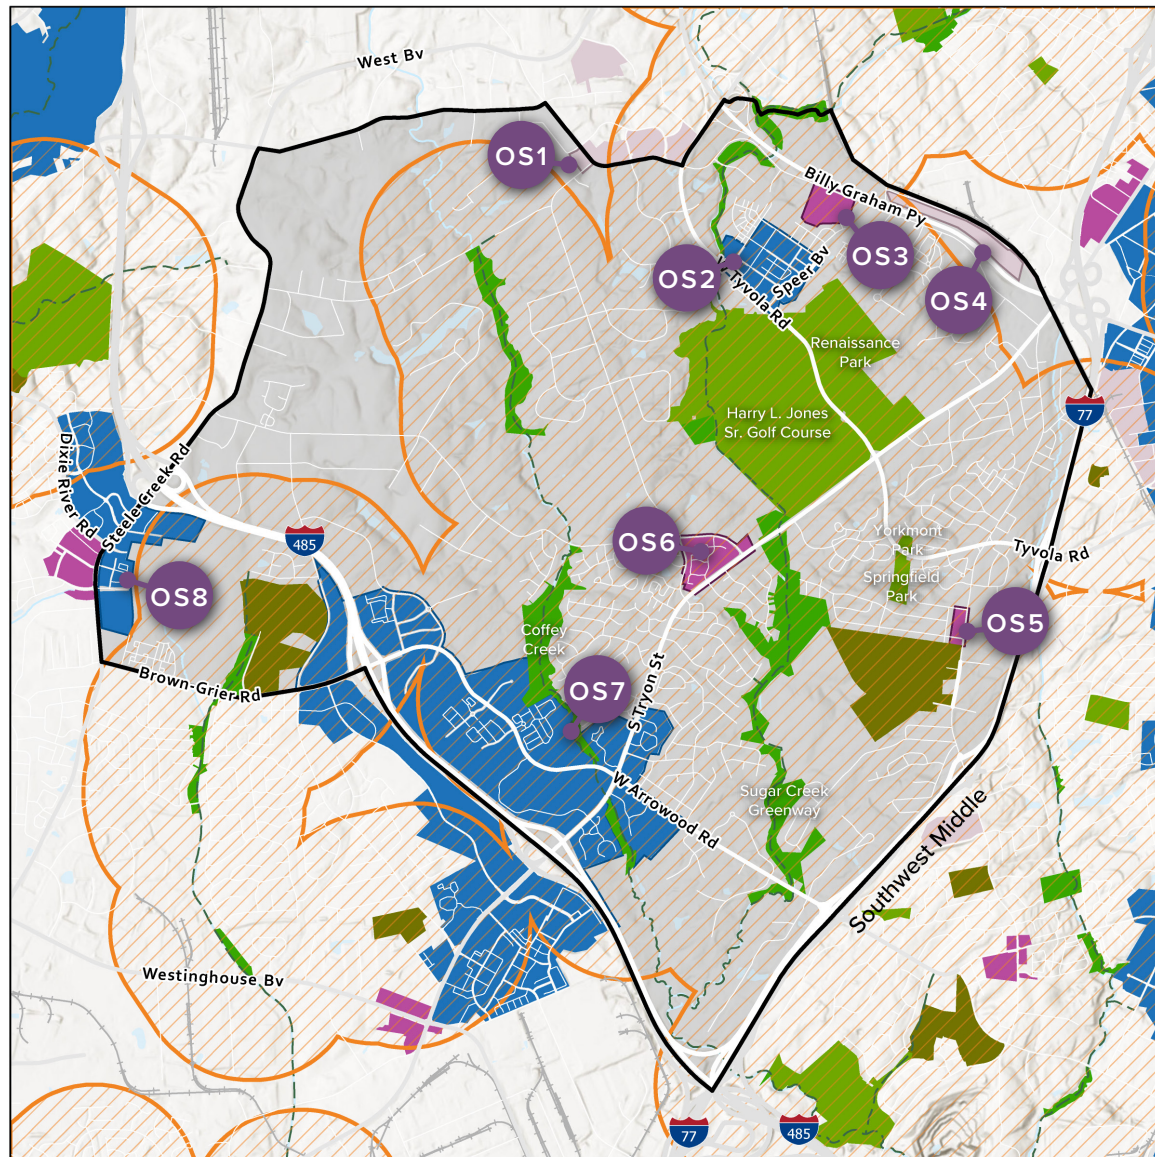 West Bv
OS1
Billy Graham Py
OS3
OS2
Speer Bv
W Tyvola Rd
OS4
Renaissance
Park
Harry L. Jones
Sr. Golf Course
77
Dixie River Rd
Steele Creek Rd
485
OS6
Yorkmont
Park
Tyvola Rd
Springfield
Park
OS8
OS5
Coffey
Creek
Brown-Grier Rd
OS7
S Tryon St
W Arrowood Rd
Sugar Creek
Greenway
Southwest Middle
Westinghouse Bv
77
485